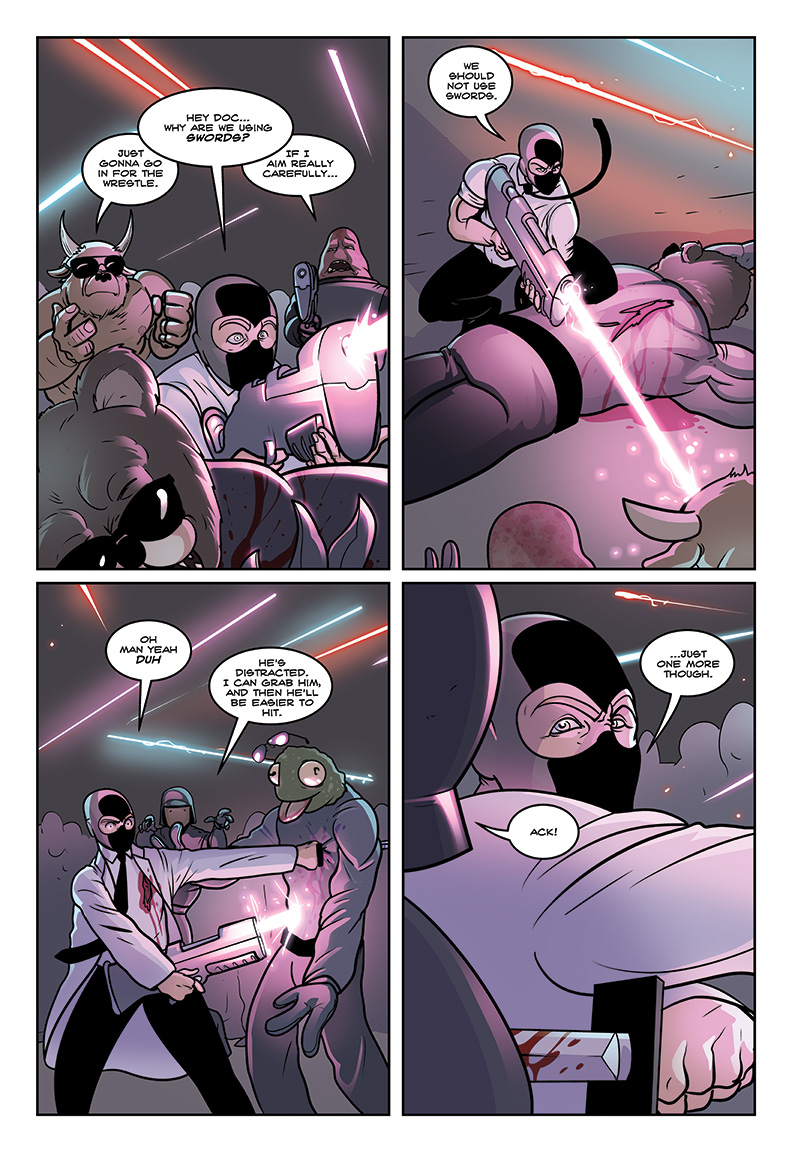 JUST
GONNA GO
IN FOR THE
WRESTLE.
HEY DOC...
WHY ARE WE USING
SWORDS?
IF I
AIM REALLY
CAREFULLY...
WE
SHOULD
NOT USE
SWORDS.
OH
MAN YEAH
DUH
HE'S
DISTRACTED.
I CAN GRAB HIM,
AND THEN HE'LL
BE EASIER TO
HIT.
...JUST
ONE MORE
THOUGH.
ACK!